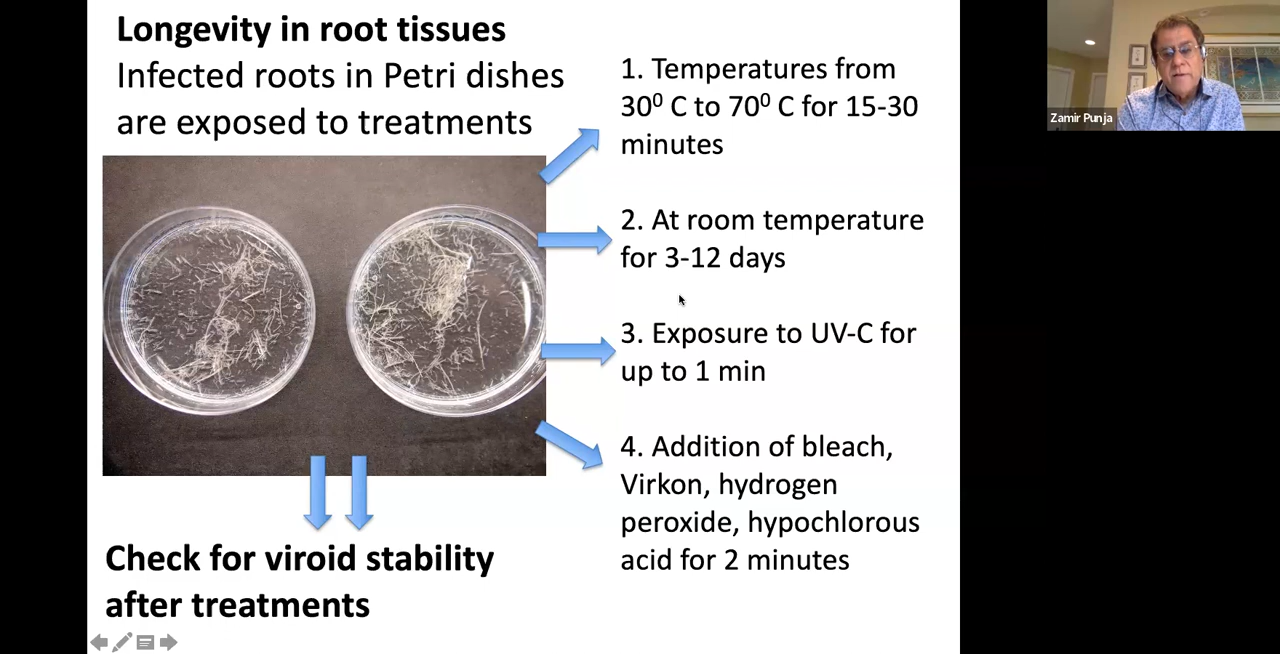 Longevity in root tissues
Infected roots in Petri dishes
are exposed to treatments
1. Temperatures from
30⁰ C to 70⁰ C for 15-30
minutes
2. At room temperature
for 3-12 days
3. Exposure to UV-C for
up to 1 min
4. Addition of bleach,
Virkon, hydrogen
peroxide, hypochlorous
acid for 2 minutes
Check for viroid stability
after treatments
Zamir Punja